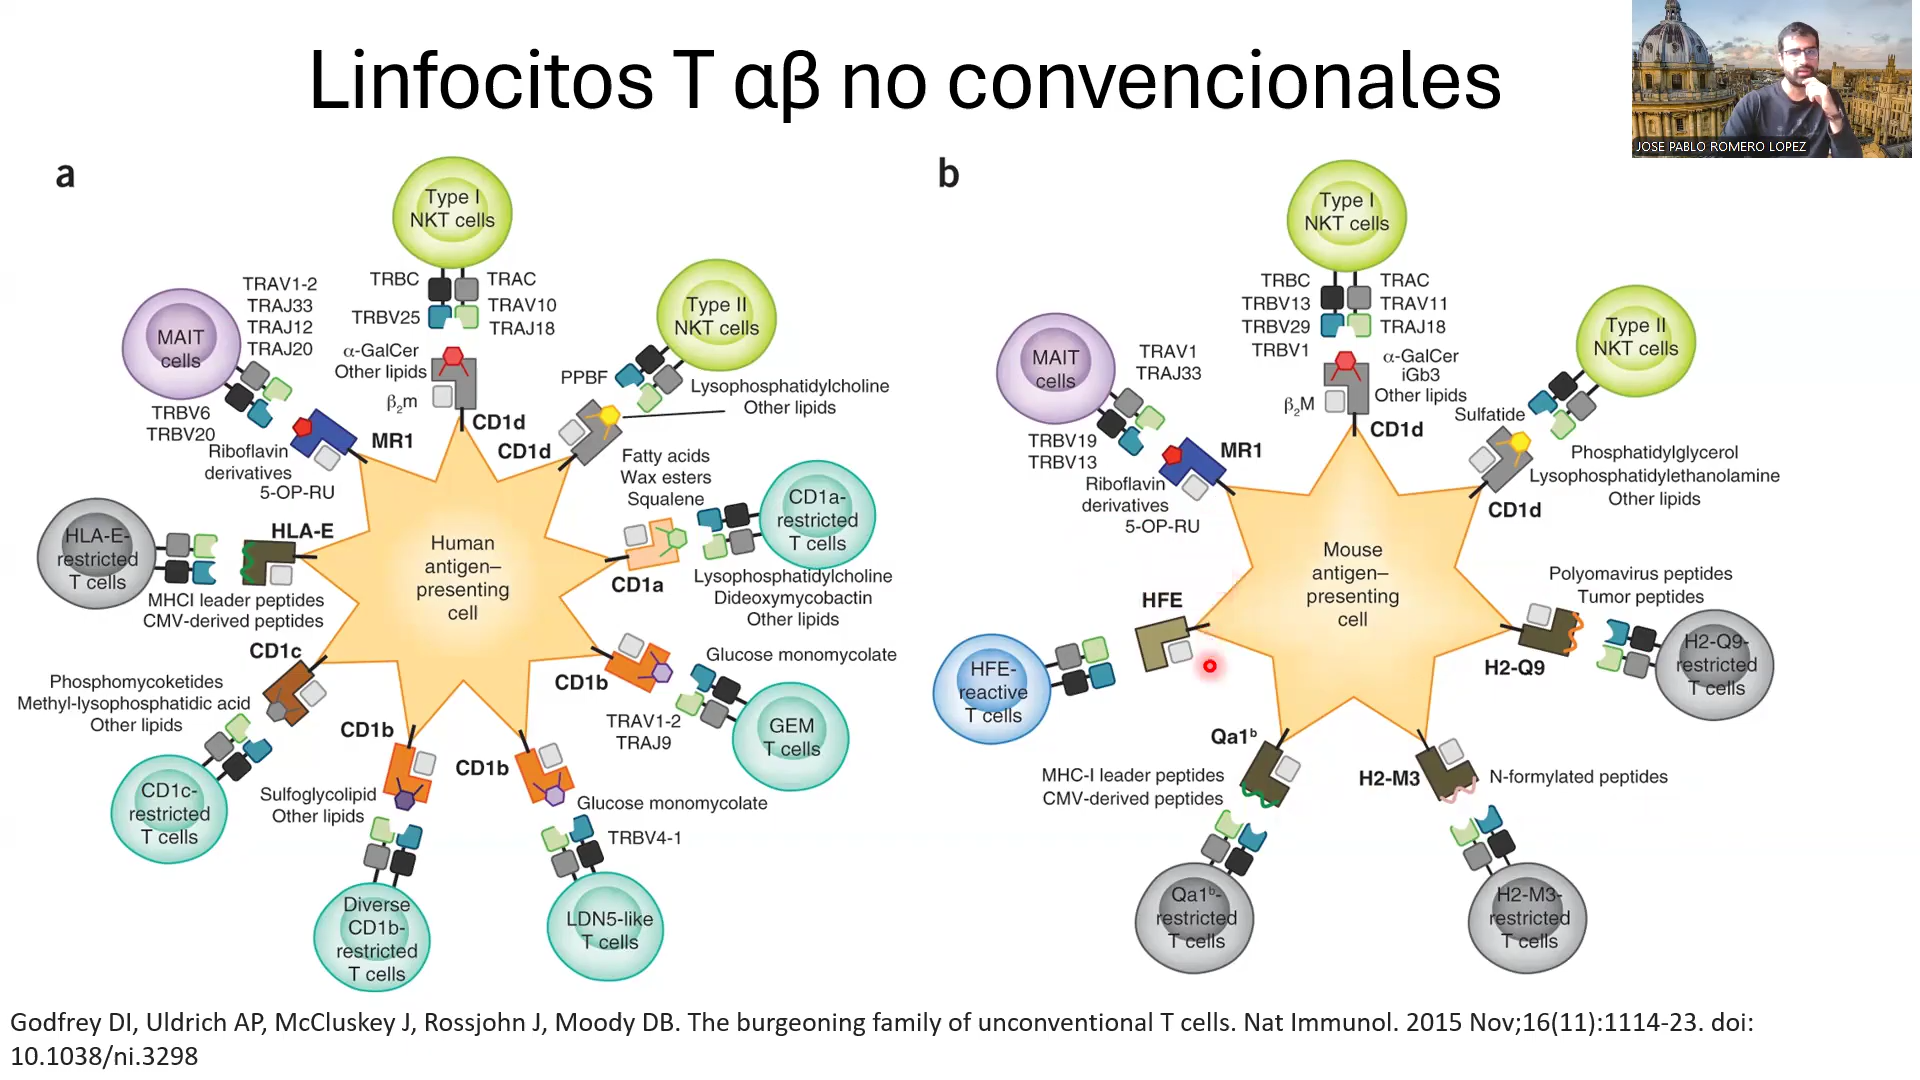 Linfocitos T αβ no convencionales
JOSE PABLO ROMERO LOPEZ
a
Type I
NKT cells
TRBC
TRAC
TRBV25
TRAV10
TRAJ18
α-GalCer
Other lipids
β2m
CD1d
TRAV1-2
TRAJ33
TRAJ12
TRAJ20
MAIT
cells
TRBV6
TRBV20
Riboflavin
derivatives
5-OP-RU
MR1
Type II
NKT cells
PPBF
Lysophosphatidylcholine
Other lipids
CD1d
Fatty acids
Wax esters
Squalene
CD1a-
restricted
T cells
CD1a
Lysophosphatidylcholine
Dideoxymycobactin
Other lipids
HLA-E-
restricted
T cells
HLA-E
MHCI leader peptides
CMV-derived peptides
Human
antigen–
presenting
cell
CD1c
Phosphomycoketides
Methyl-lysophosphatidic acid
Other lipids
CD1c-
restricted
T cells
CD1b
Glucose monomycolate
TRAV1-2
TRAJ9
GEM
T cells
CD1b
Sulfoglycolipid
Other lipids
Diverse
CD1b-
restricted
T cells
CD1b
Glucose monomycolate
TRBV4-1
LDN5-like
T cells
b
Type I
NKT cells
TRBC
TRBV13
TRBV29
TRBV1
TRAC
TRAV11
TRAJ18
α-GalCer
iGb3
Other lipids
β2M
CD1d
MAIT
cells
TRAV1
TRAJ33
TRBV19
TRBV13
Riboflavin
derivatives
5-OP-RU
MR1
Type II
NKT cells
Sulfatide
Phosphatidylglycerol
Lysophosphatidylethanolamine
Other lipids
CD1d
Mouse
antigen–
presenting
cell
HFE
HFE-
reactive
T cells
Polyomavirus peptides
Tumor peptides
H2-Q9
H2-Q9-
restricted
T cells
Qa1b
MHC-I leader peptides
CMV-derived peptides
Qa1b-
restricted
T cells
H2-M3
N-formylated peptides
H2-M3-
restricted
T cells
Godfrey DI, Uldrich AP, McCluskey J, Rossjohn J, Moody DB. The burgeoning family of unconventional T cells. Nat Immunol. 2015 Nov;16(11):1114-23. doi:
10.1038/ni.3298